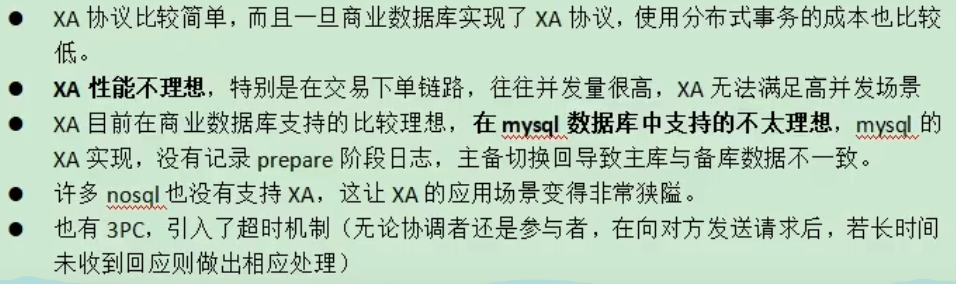 ● XA 协议比较简单，而且一旦商业数据库实现了 XA 协议，使用分布式事务的成本也比较
低。
● XA 性能不理想，特别是在交易下单链路，往往并发量很高，XA 无法满足高并发场景
● XA 目前在商业数据库支持的比较理想，在 mysql 数据库中支持的不太理想，mysql 的
XA 实现，没有记录 prepare 阶段日志，主备切换回导致主库与备库数据不一致。
● 许多 nosql 也没有支持 XA，这让 XA 的应用场景变得非常狭隘。
● 也有 3PC，引入了超时机制（无论协调者还是参与者，在向对方发送请求后，若长时间
未收到回应则做出相应处理）